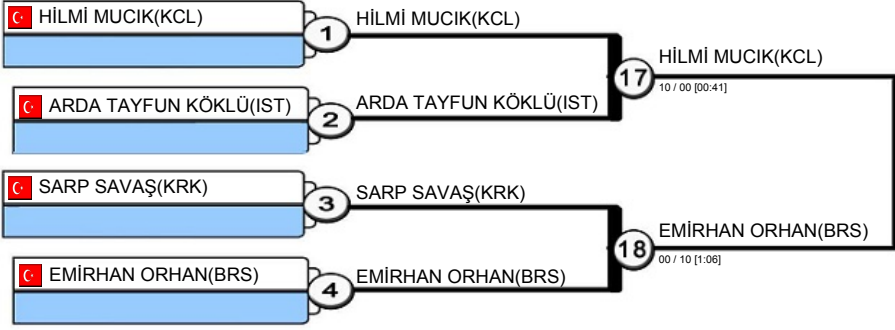 HİLMİ MUCIK(KCL)
1
HİLMİ MUCIK(KCL)
HİLMİ MUCIK(KCL)
17
10 / 00 [00:41]
ARDA TAYFUN KÖKLÜ(IST)
2
ARDA TAYFUN KÖKLÜ(IST)
SARP SAVAŞ(KRK)
3
SARP SAVAŞ(KRK)
EMİRHAN ORHAN(BRS)
18
00 / 10 [1:06]
EMİRHAN ORHAN(BRS)
4
EMİRHAN ORHAN(BRS)